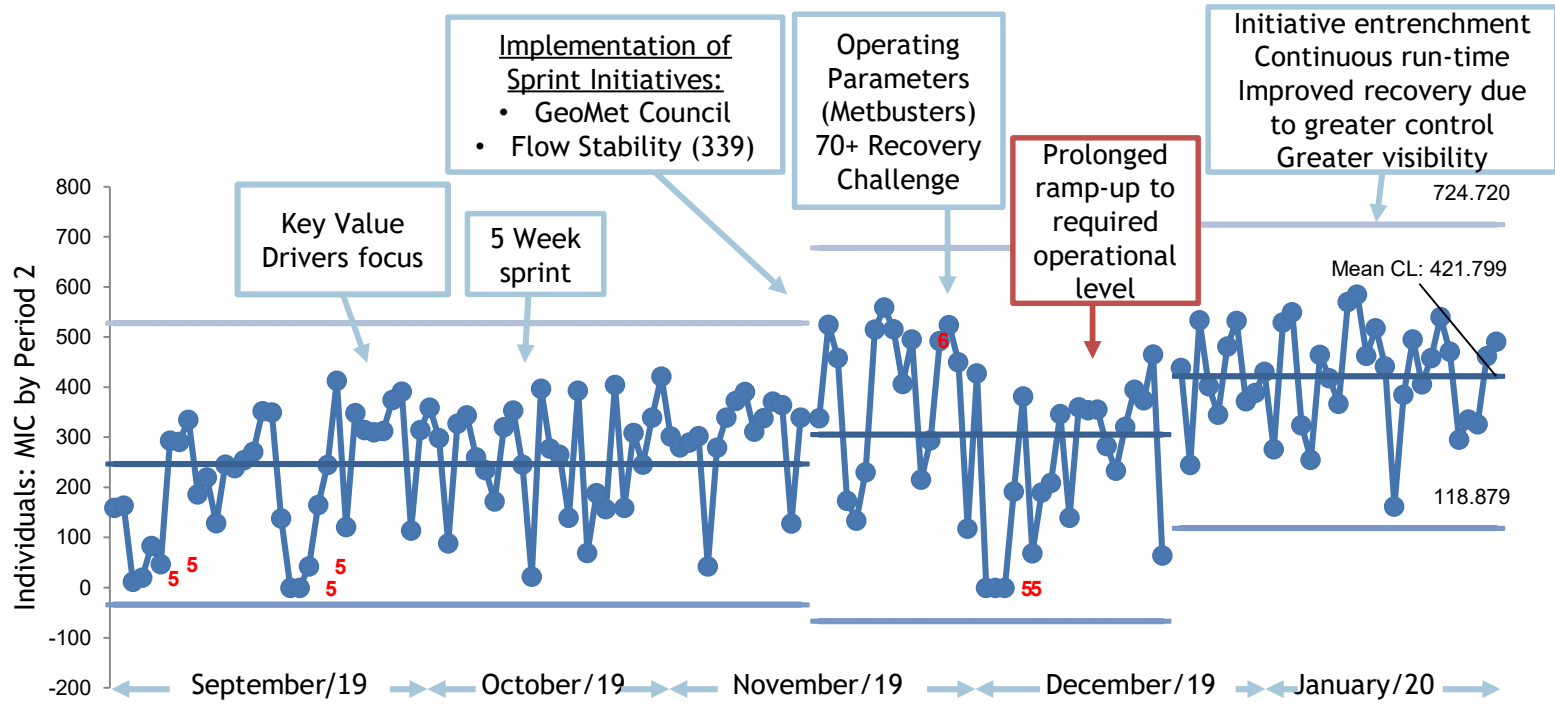 Implementation of
Sprint Initiatives:
• GeoMet Council
• Flow Stability (339)
Operating
Parameters
(Metbusters)
70+ Recovery
Challenge
Initiative entrenchment
Continuous run-time
Improved recovery due
to greater control
Greater visibility
Prolonged
ramp-up to
required
operational
level
Key Value
Drivers focus
5 Week
sprint
724.720
Mean CL: 421.799
118.879
Individuals: MIC by Period 2
800
700
600
500
400
300
200
100
0
-100
-200
5
5
5
5
6
55
September/19
October/19
November/19
December/19
January/20